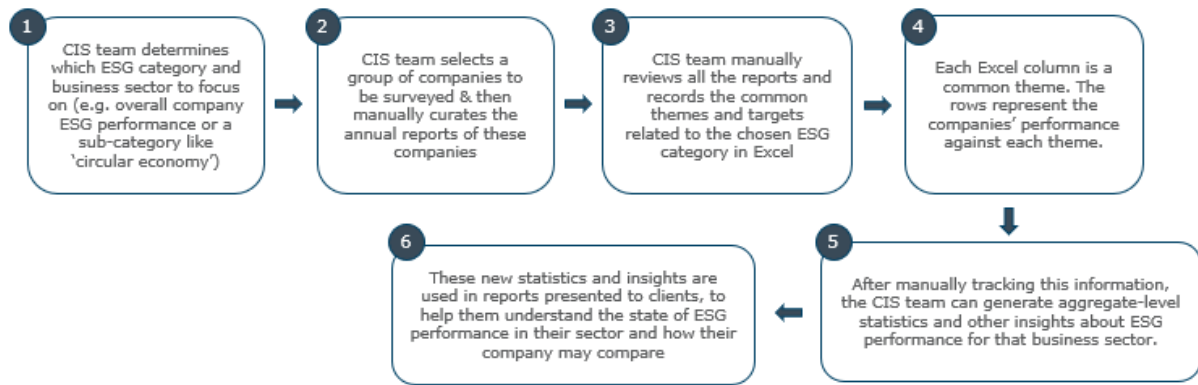 1
CIS team determines
which ESG category and
business sector to focus
on (e.g. overall company
ESG performance or a
sub-category like
‘circular economy’)
2
CIS team selects a
group of companies to
be surveyed & then
manually curates the
annual reports of these
companies
3
CIS team manually
reviews all the reports and
records the common
themes and targets
related to the chosen ESG
category in Excel
4
Each Excel column is a
common theme. The
rows represent the
companies’ performance
against each theme.
5
After manually tracking this information,
the CIS team can generate aggregate-level
statistics and other insights about ESG
performance for that business sector.
6
These new statistics and insights are
used in reports presented to clients, to
help them understand the state of ESG
performance in their sector and how their
company may compare